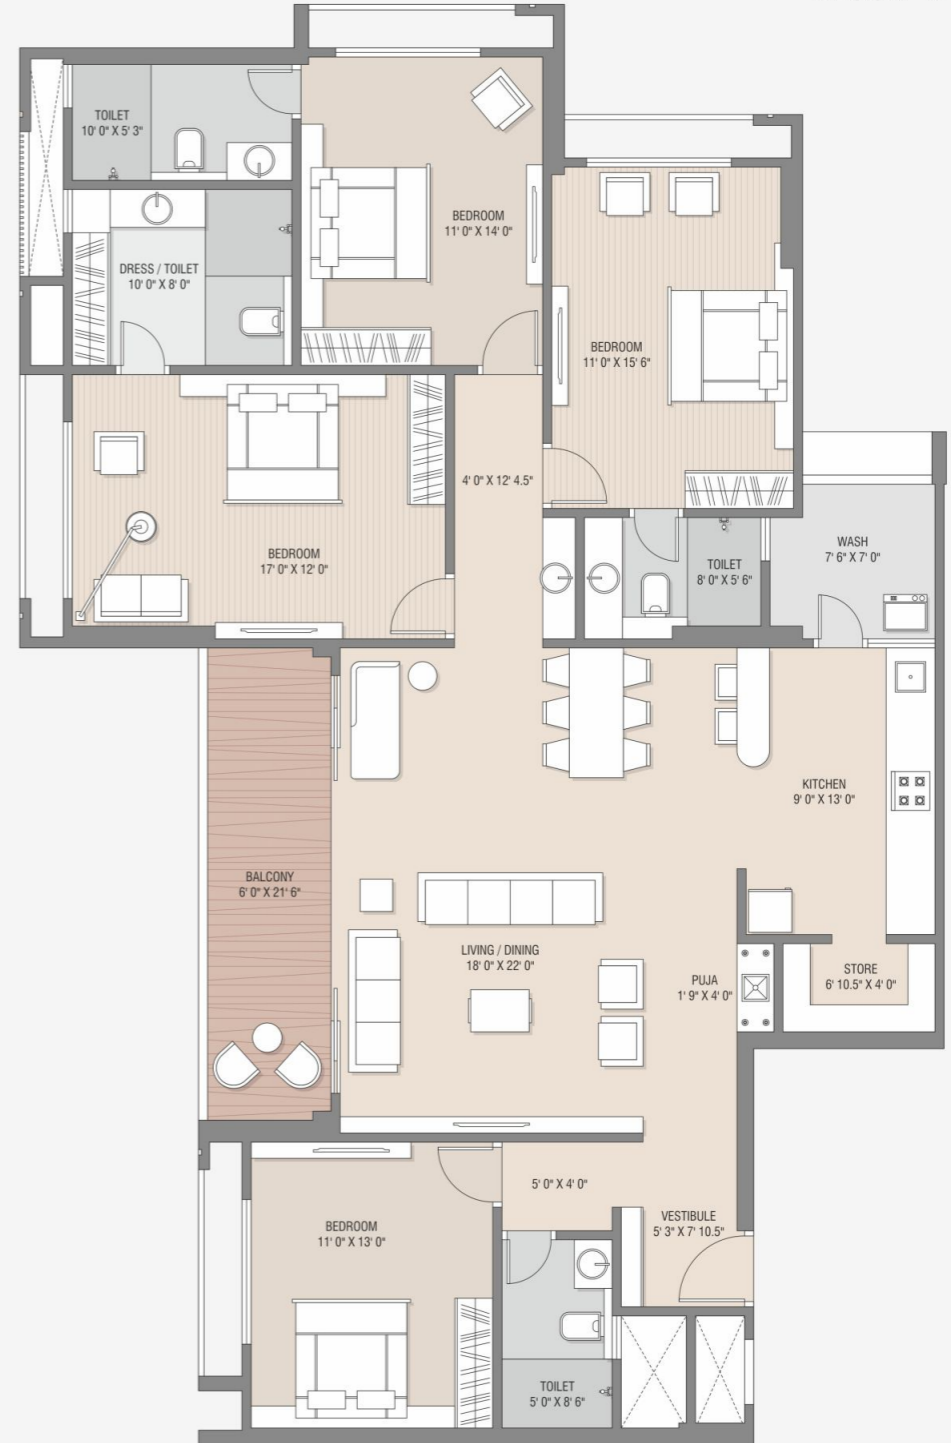 TOILET
10' 0" X 5' 3"
BEDROOM
11' 0" X 14' 0"
DRESS / TOILET
10' 0" X 8' 0"
BEDROOM
11' 0" X 15' 6"
4' 0" X 12' 4.5"
BEDROOM
17' 0" X 12' 0"
WASH
7' 6" X 7' 0"
TOILET
8' 0" X 5' 6"
KITCHEN
9' 0" X 13' 0"
BALCONY
6' 0" X 21' 6"
LIVING / DINING
18' 0" X 22' 0"
PUJA
1' 9" X 4' 0"
STORE
6' 10.5" X 4' 0"
5' 0" X 4' 0"
BEDROOM
11' 0" X 13' 0"
VESTIBULE
5' 3" X 7' 10.5"
TOILET
5' 0" X 8' 6"